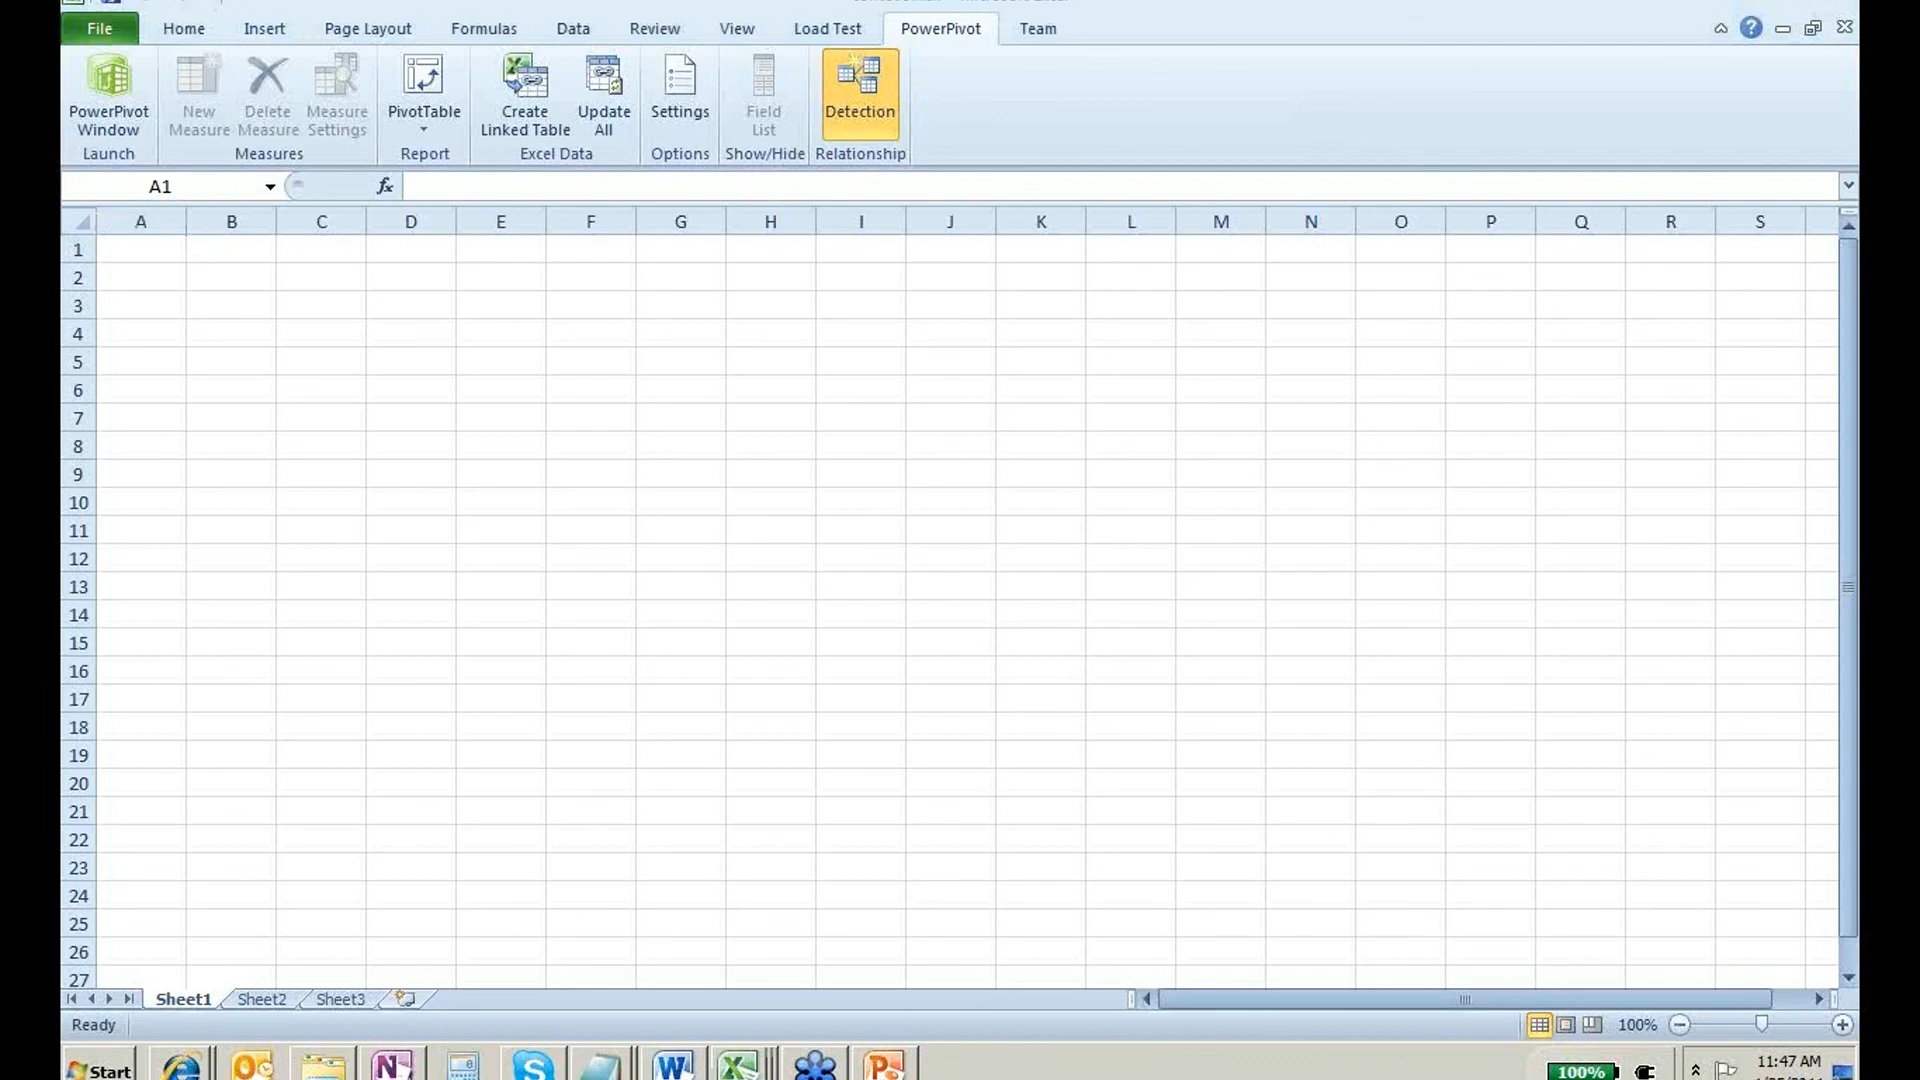 File Home Insert Page Layout Formulas Data Review View Load Test PowerPivot Team
PowerPivot Window
New Measure
Delete Measure
Measure Settings
PivotTable
Create Linked Table
Update All
Settings
Field List
Detection
Launch Measures Report Excel Data Options Show/Hide Relationship
A1 fx
A B C D E F G H I J K L M N O P Q R S
1
2
3
4
5
6
7
8
9
10
11
12
13
14
15
16
17
18
19
20
21
22
23
24
25
26
27
Sheet1 Sheet2 Sheet3
Ready 100%
Start 100% 11:47 AM